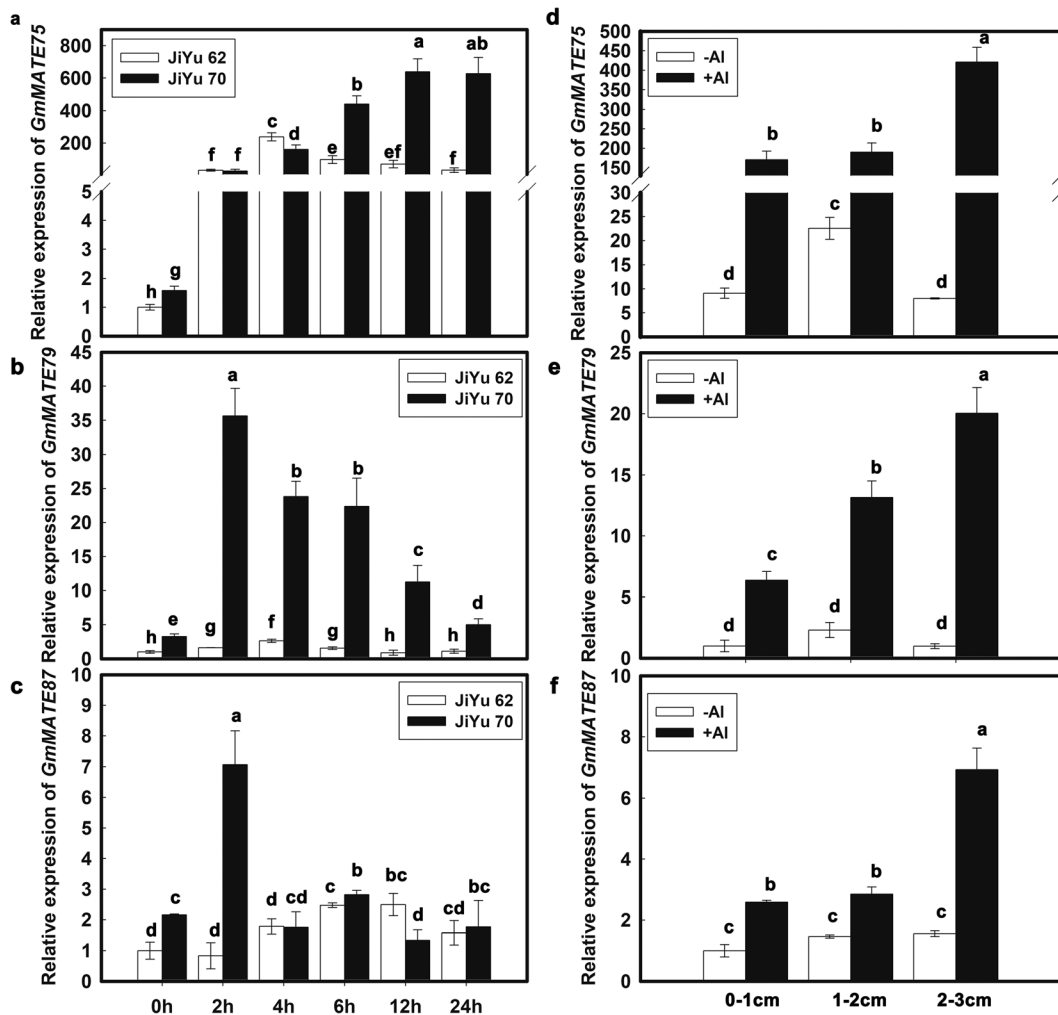 a
Relative expression of GmMATE75
800
600
400
200
5
4
3
2
1
0
JiYu 62
JiYu 70
h
g
f
f
c
d
e
b
ef
a
f
ab
b
Relative expression of GmMATE79
45
40
35
30
25
20
15
10
5
0
JiYu 62
JiYu 70
h
e
g
a
f
b
g
b
h
c
h
d
c
Relative expression of GmMATE87
10
9
8
7
6
5
4
3
2
1
0
JiYu 62
JiYu 70
d
c
d
a
d
cd
c
b
bc
d
cd
bc
0h
2h
4h
6h
12h
24h
d
Relative expression of GmMATE75
500
450
400
350
300
250
200
150
30
25
20
15
10
5
0
-Al
+Al
d
b
c
b
d
a
e
Relative expression of GmMATE79
25
20
15
10
5
0
-Al
+Al
d
c
d
b
d
a
f
Relative expression of GmMATE87
10
8
6
4
2
0
-Al
+Al
c
b
c
b
c
a
0-1cm
1-2cm
2-3cm